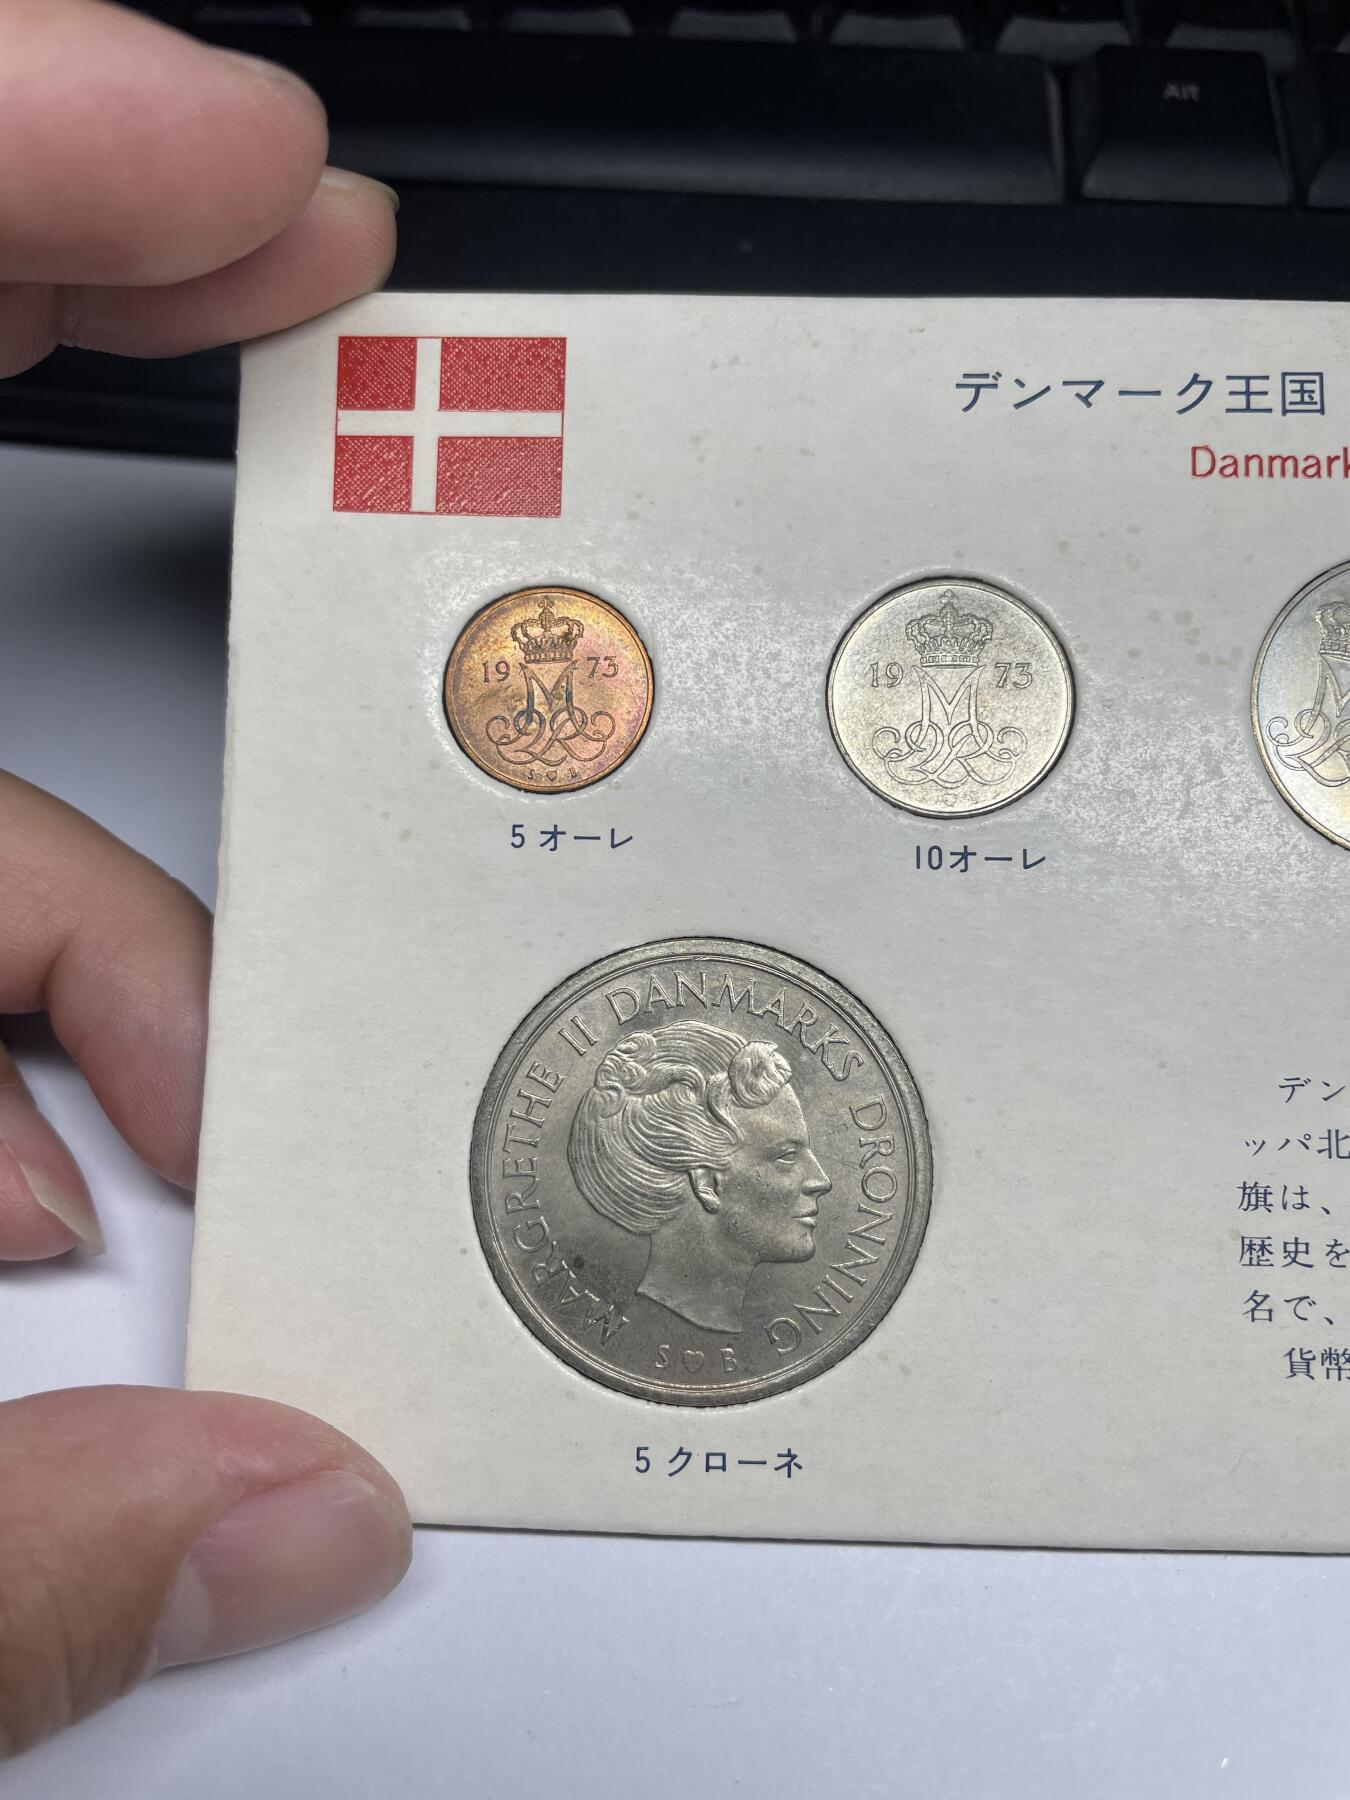 Alt
デンマーク王国
Danmark
19 73
S B
5 オーレ
19 73
10オーレ
MARGRETHE II DANMARKS DRONNING
S B
5 クローネ
デン
ッパ北
旗は、
歴史を
名で、
貨幣